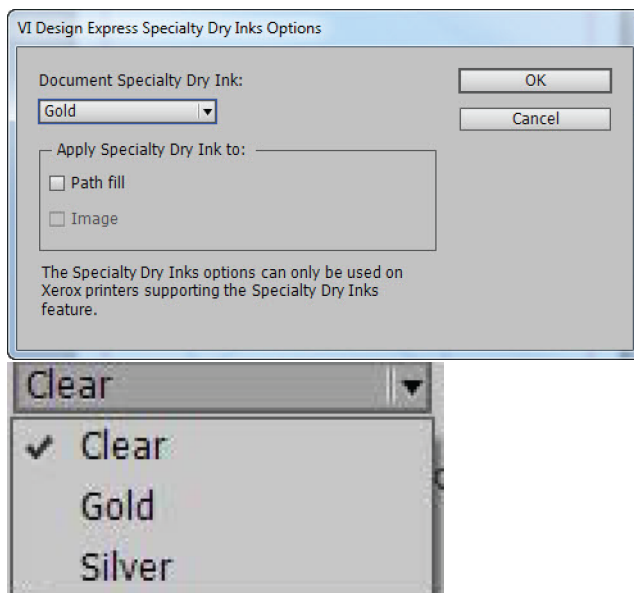 VI Design Express Specialty Dry Inks Options
Document Specialty Dry Ink:
OK
Gold
Cancel
Apply Specialty Dry Ink to:
Path fill
Image
The Specialty Dry Inks options can only be used on
Xerox printers supporting the Specialty Dry Inks
feature.
Clear
Clear
Gold
Silver